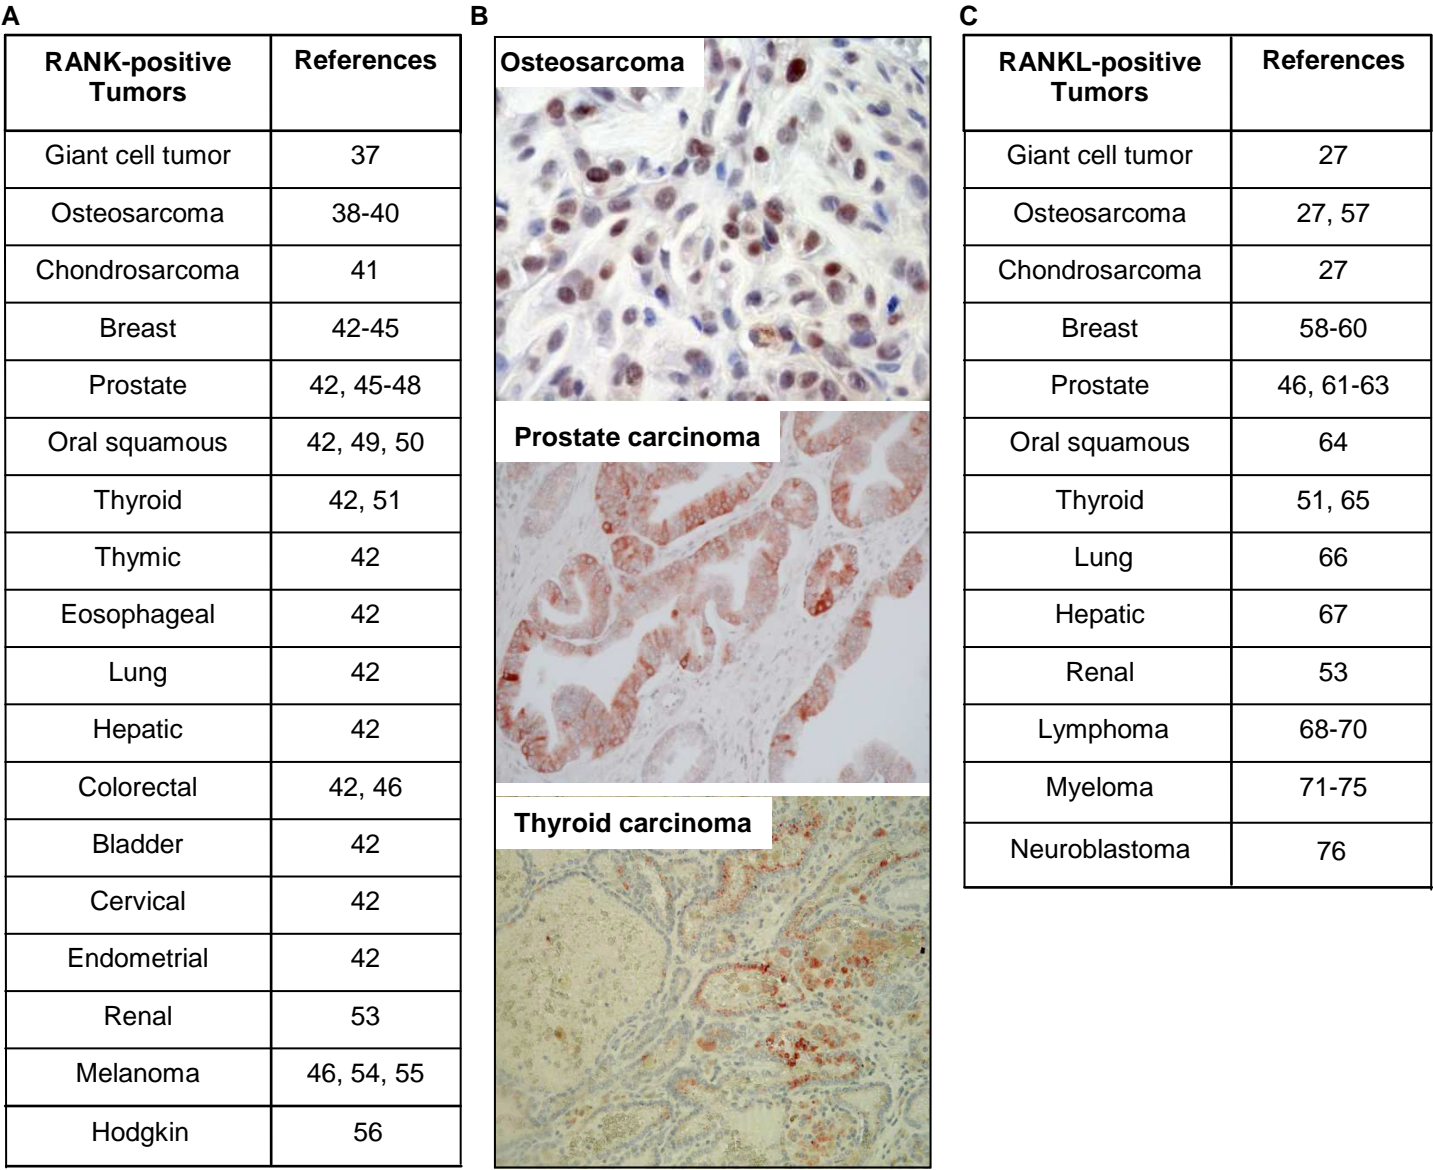 A
RANK-positive Tumors References
Giant cell tumor 37
Osteosarcoma 38-40
Chondrosarcoma 41
Breast 42-45
Prostate 42, 45-48
Oral squamous 42, 49, 50
Thyroid 42, 51
Thymic 42
Eosophageal 42
Lung 42
Hepatic 42
Colorectal 42, 46
Bladder 42
Cervical 42
Endometrial 42
Renal 53
Melanoma 46, 54, 55
Hodgkin 56
B
Osteosarcoma
Prostate carcinoma
Thyroid carcinoma
C
RANKL-positive Tumors References
Giant cell tumor 27
Osteosarcoma 27, 57
Chondrosarcoma 27
Breast 58-60
Prostate 46, 61-63
Oral squamous 64
Thyroid 51, 65
Lung 66
Hepatic 67
Renal 53
Lymphoma 68-70
Myeloma 71-75
Neuroblastoma 76